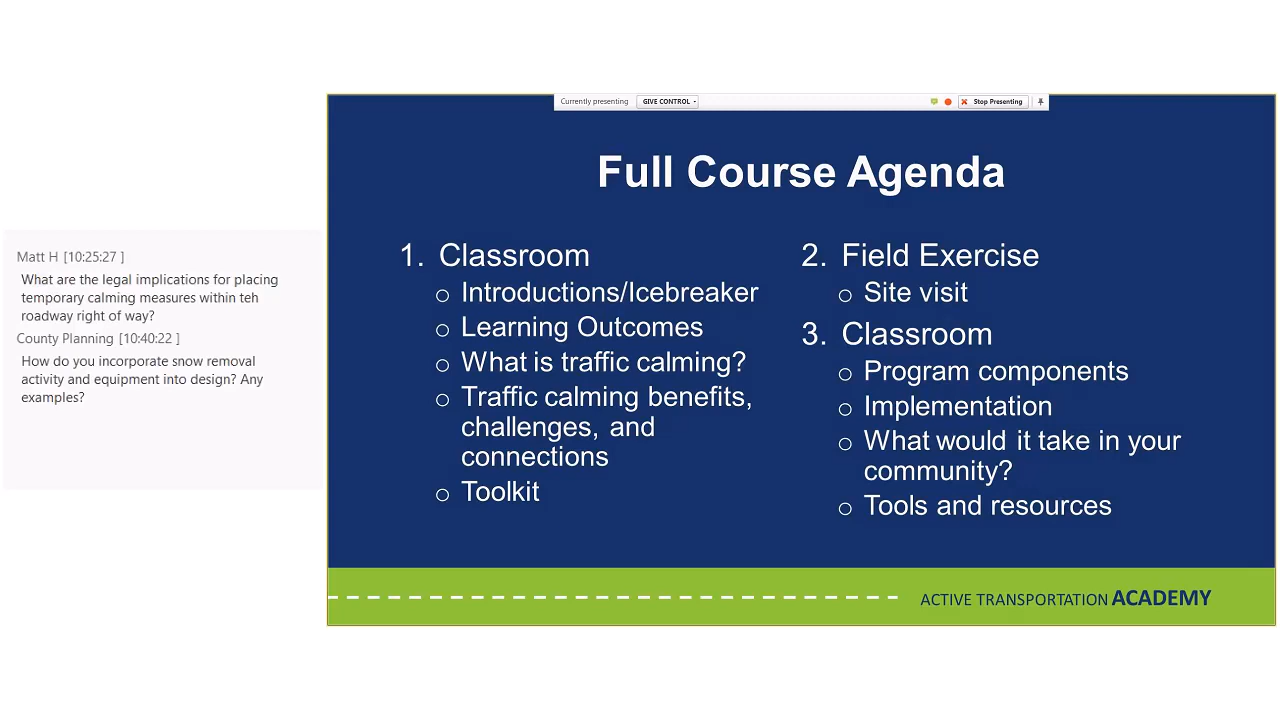 Currently presenting GIVE CONTROL Stop Presenting
Full Course Agenda
Matt H [10:25:27 ]
What are the legal implications for placing
temporary calming measures within teh
roadway right of way?
County Planning [10:40:22 ]
How do you incorporate snow removal
activity and equipment into design? Any
examples?
1. Classroom
o Introductions/Icebreaker
o Learning Outcomes
o What is traffic calming?
o Traffic calming benefits,
challenges, and
connections
o Toolkit
2. Field Exercise
o Site visit
3. Classroom
o Program components
o Implementation
o What would it take in your
community?
o Tools and resources
ACTIVE TRANSPORTATION ACADEMY